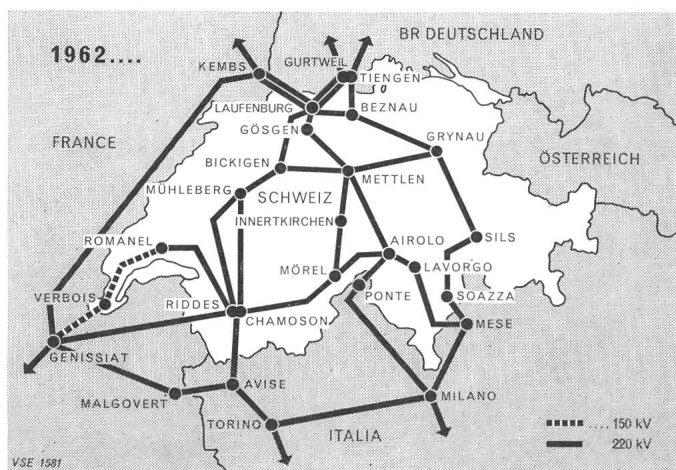 1962....
BR DEUTSCHLAND
KEMBS
GURTWEIL
TIENGEN
LAUFENBURG
BEZNAU
GÖSGEN
FRANCE
GRYNAU
ÖSTERREICH
BICKIGEN
METTLEN
MÜHLEBERG
SCHWEIZ
INNERTKIRCHEN
ROMANEL
AIROLO
SILS
MÖREL
LAVORGO
VERBOIS
RIDDES
PONTE
SOAZZA
CHAMOSON
MESE
GENISSIAT
AVISE
MALGOVERT
MILANO
TORINO
ITALIA
....150 kV
220 kV
VSE 1581